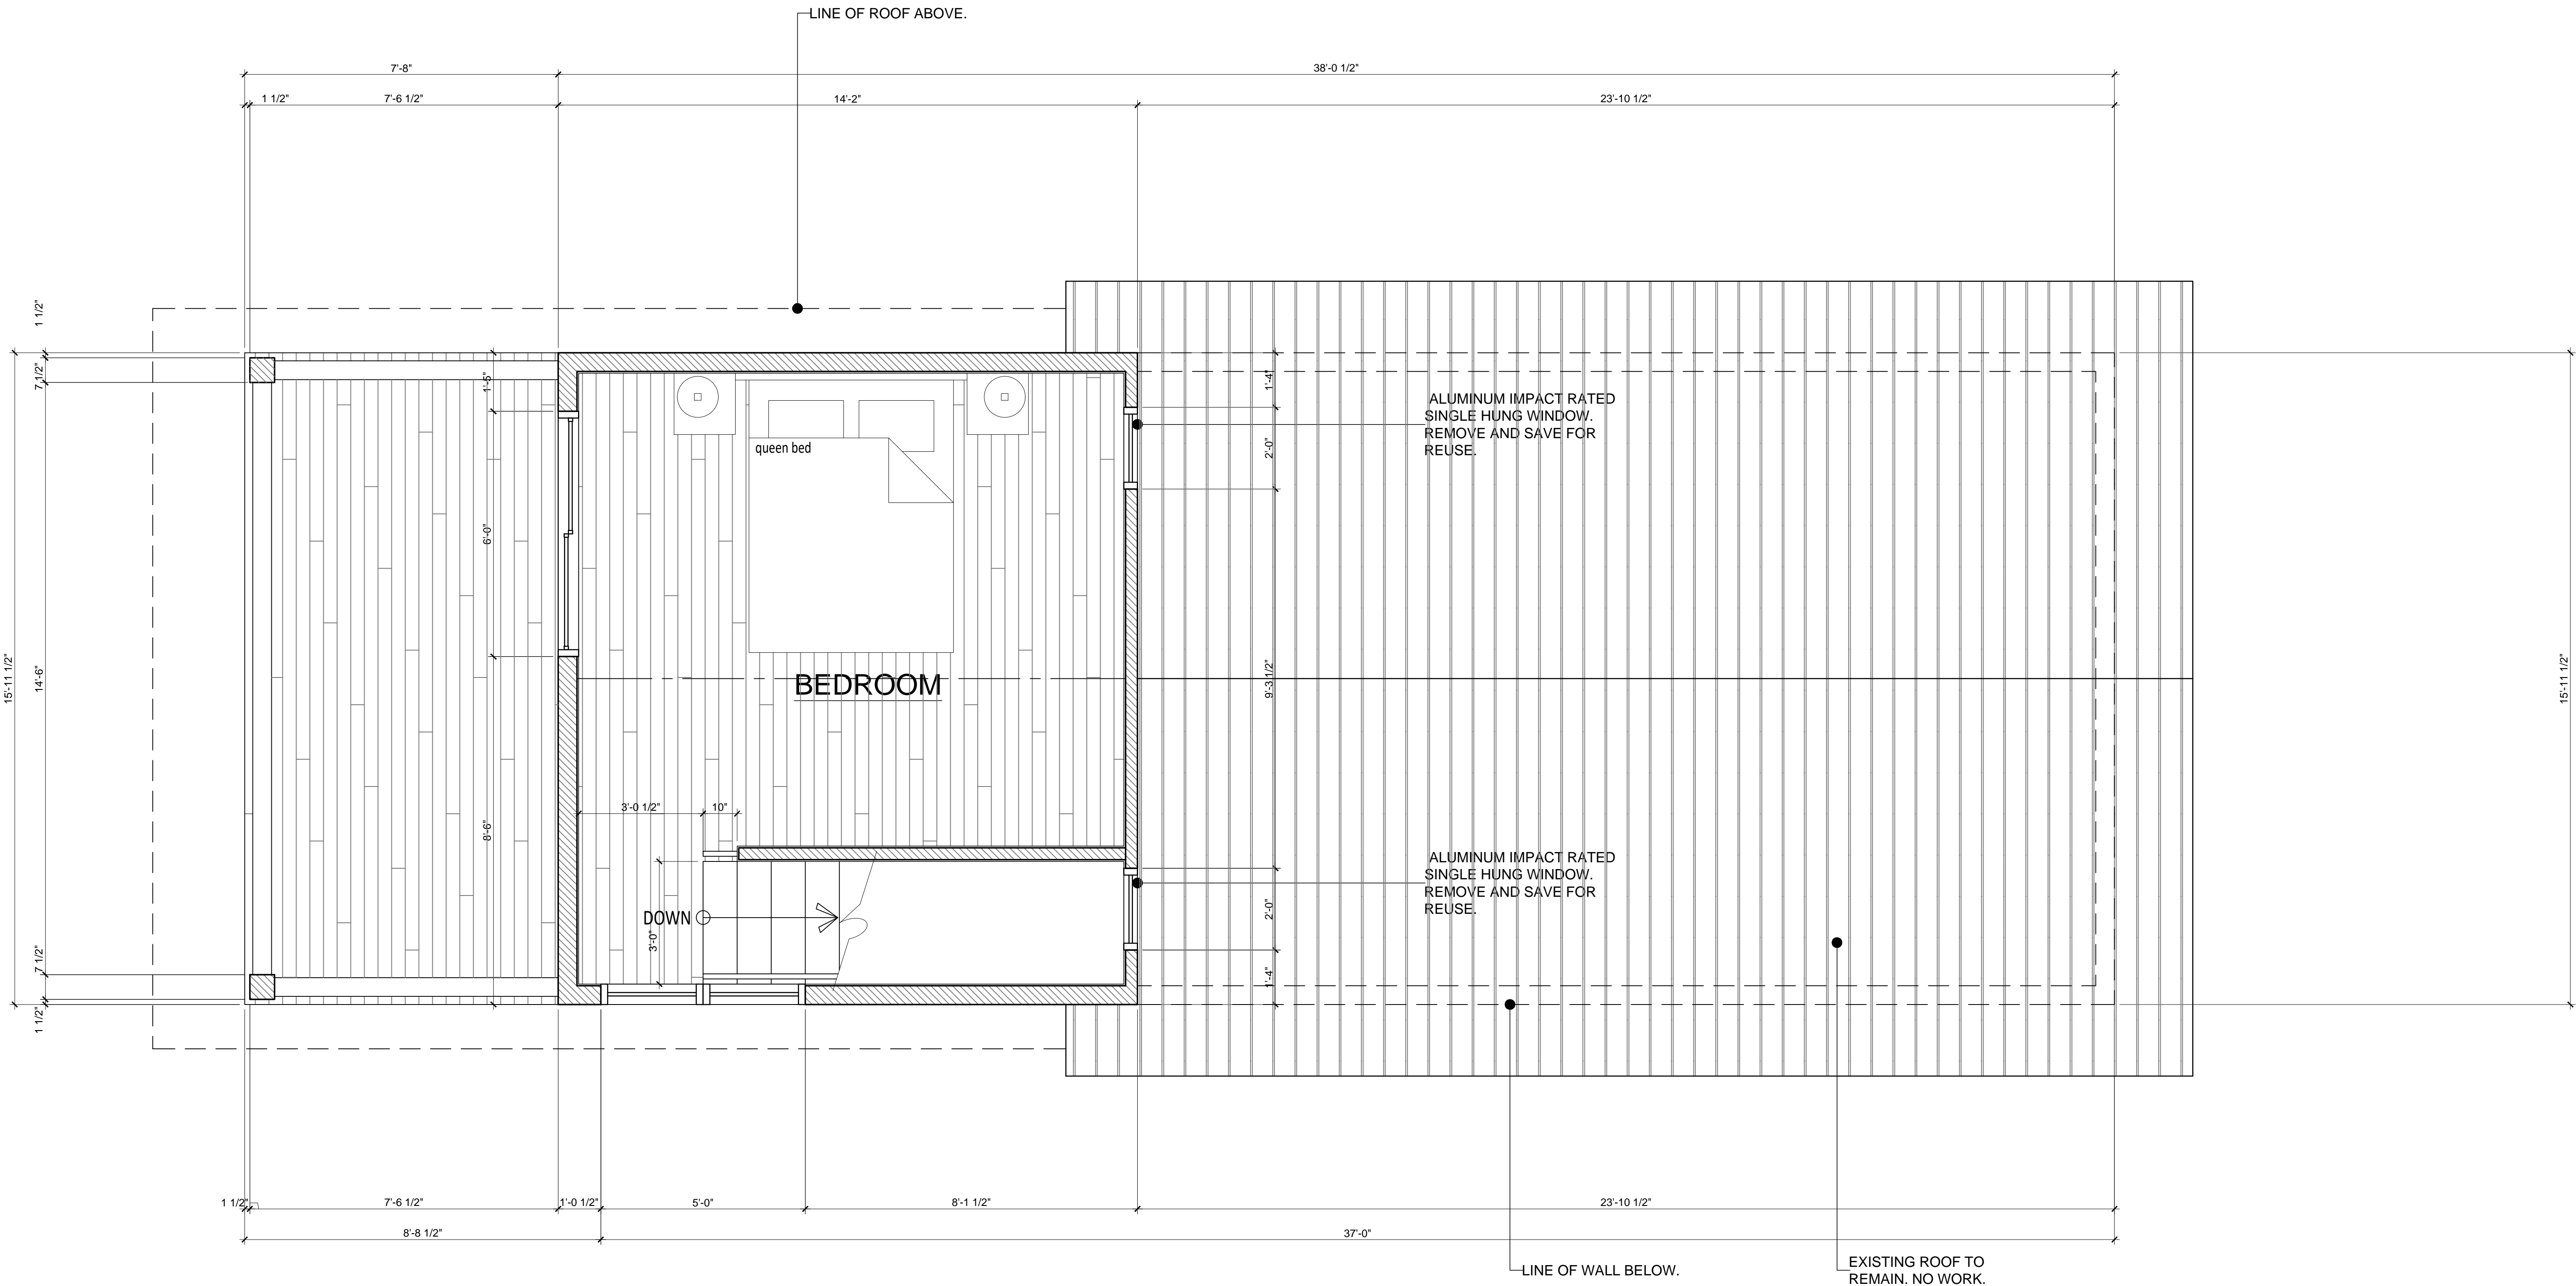 LINE OF ROOF ABOVE.
7'-8"
38'-0 1/2"
1 1/2"
7'-6 1/2"
14'-2"
23'-10 1/2"
1 1/2"
7 1/2"
14'-6"
15'-11 1/2"
7 1/2"
1 1/2"
1'-5"
6'-0"
8'-6"
queen bed
BEDROOM
3'-0 1/2"
10"
DOWN
3'-0"
1'-4"
2'-0"
9'-3 1/2"
2'-0"
1'-4"
ALUMINUM IMPACT RATED
SINGLE HUNG WINDOW.
REMOVE AND SAVE FOR
REUSE.
ALUMINUM IMPACT RATED
SINGLE HUNG WINDOW.
REMOVE AND SAVE FOR
REUSE.
15'-11 1/2"
1 1/2"
7'-6 1/2"
1'-0 1/2"
5'-0"
8'-1 1/2"
23'-10 1/2"
8'-8 1/2"
37'-0"
LINE OF WALL BELOW.
EXISTING ROOF TO
REMAIN. NO WORK.